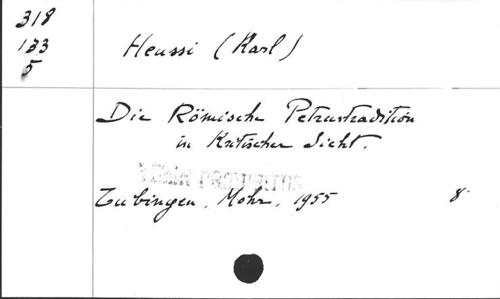 318
133
5
Heussi (Karl)
Die Römische Petrustradition
in Kritischer Sicht.
Tubingen, Mohr, 1955 8°